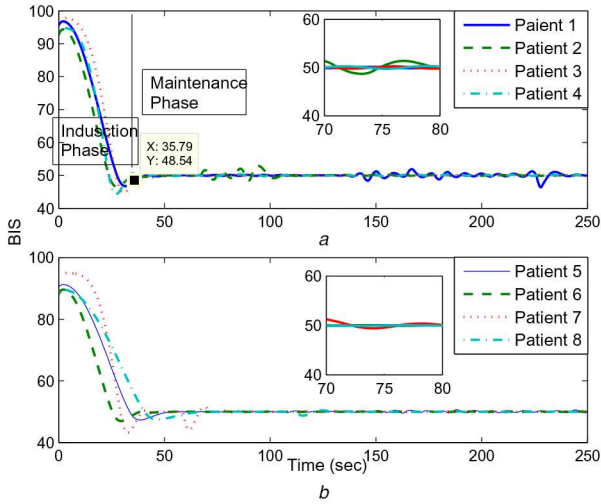 100
90
80
70
60
50
40
0
50
100
150
200
250
Indusction
Phase
Maintenance
Phase
X: 35.79
Y: 48.54
60
50
40
70
75
80
Paient 1
Patient 2
Patient 3
Patient 4
a
BIS
100
80
60
40
0
50
100
150
200
250
60
50
40
70
75
80
Patient 5
Patient 6
Patient 7
Patient 8
Time (sec)
b